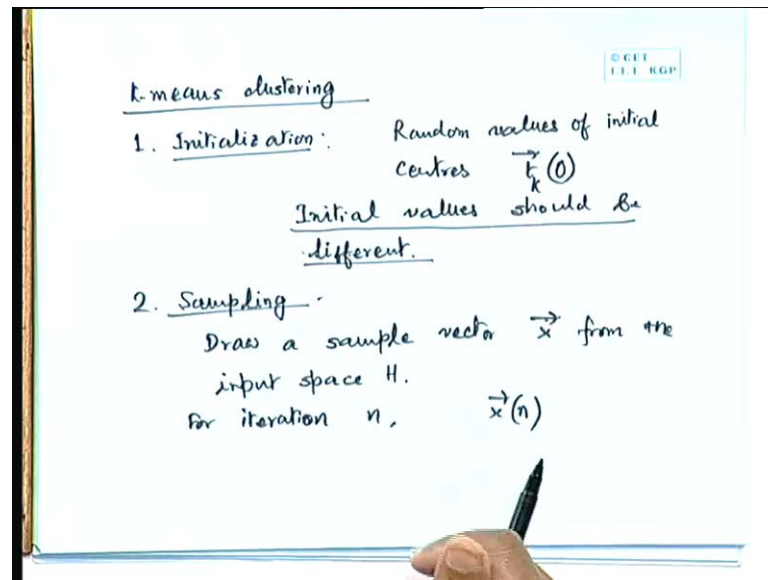 © CET
I.I.T. KGP
k-means clustering
1. Initialization: Random values of initial
centres t⃗_k(0)
Initial values should be
different.
2. Sampling.
Draw a sample vector x⃗ from the
input space H.
For iteration n, x⃗(n)